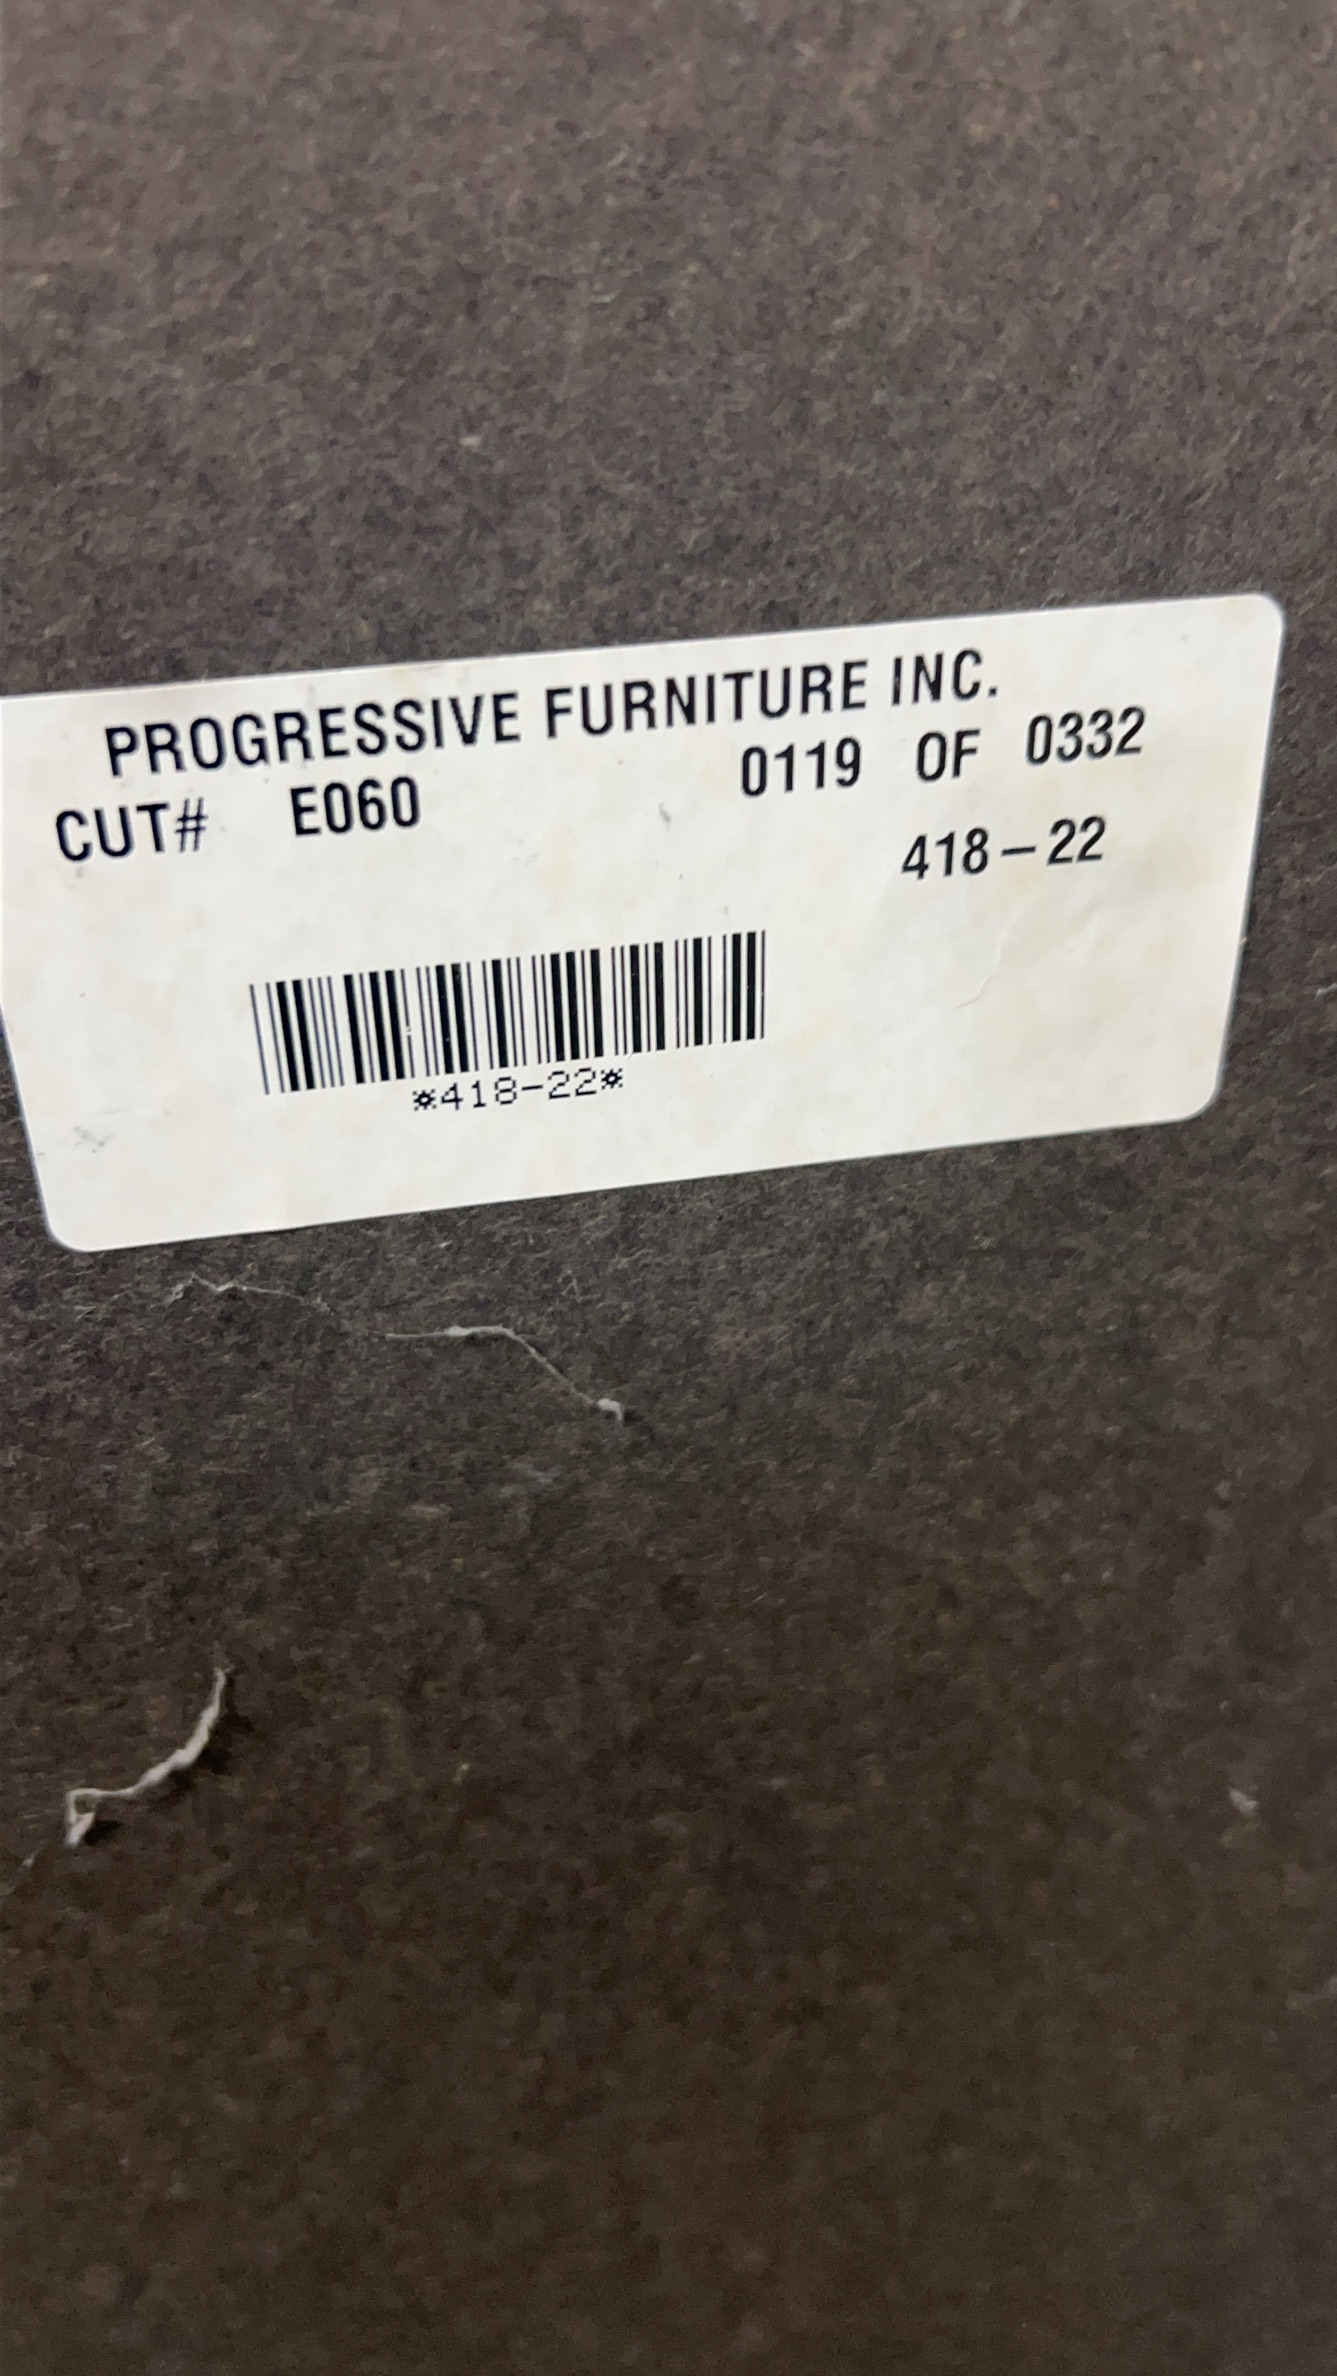 PROGRESSIVE FURNITURE INC.
CUT# E060 0119 OF 0332
418-22
*418-22*